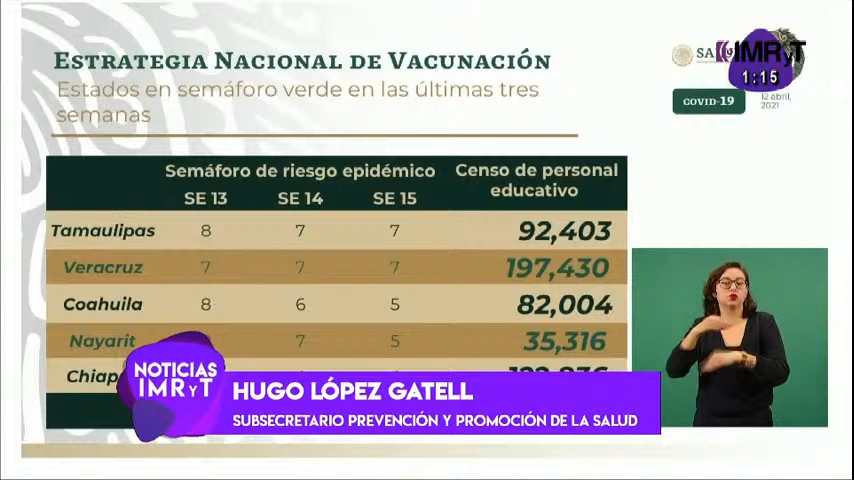 ESTRATEGIA NACIONAL DE VACUNACIÓN
Estados en semáforo verde en las últimas tres
semanas
IMRyT
1:15
COVID-19
12 abril,
2021
Semáforo de riesgo epidémico
Censo de personal
educativo
SE 13 SE 14 SE 15
Tamaulipas 8 7 7 92,403
Veracruz 7 7 7 197,430
Coahuila 8 6 5 82,004
Nayarit 7 5 35,316
NOTICIAS
IMRYT
HUGO LÓPEZ GATELL
SUBSECRETARIO PREVENCIÓN Y PROMOCIÓN DE LA SALUD